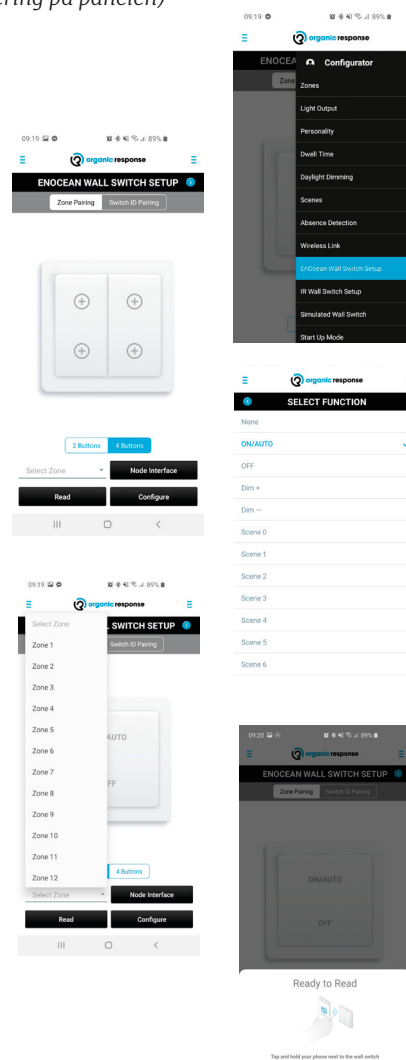 ering på panelen)
09:19
89%
organic response
ENOCEA
Configurator
Zone
Zones
Light Output
Personality
Dwell Time
Daylight Dimming
Scenes
Absence Detection
Wireless Link
EnOcean Wall Switch Setup
IR Wall Switch Setup
Simulated Wall Switch
Start Up Mode
09:19
89%
organic response
ENOCEAN WALL SWITCH SETUP
Zone Pairing
Switch ID Pairing
2 Buttons
4 Buttons
Select Zone
Node Interface
Read
Configure
organic response
SELECT FUNCTION
None
ON/AUTO
OFF
Dim +
Dim —
Scene 0
Scene 1
Scene 2
Scene 3
Scene 4
Scene 5
Scene 6
09:19
89%
organic response
Select Zone
L SWITCH SETUP
Switch ID Pairing
Zone 1
Zone 2
Zone 3
Zone 4
Zone 5
Zone 6
Zone 7
Zone 8
Zone 9
Zone 10
Zone 11
Zone 12
AUTO
FF
4 Buttons
Select Zone
Node Interface
Read
Configure
09:20
89%
organic response
ENOCEAN WALL SWITCH SETUP
Zone Pairing
Switch ID Pairing
ON/AUTO
OFF
Ready to Read
Tap and hold your phone next to the wall switch